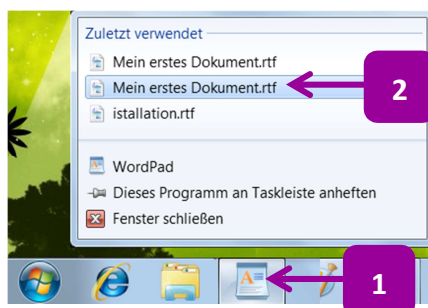 Zuletzt verwendet
Mein erstes Dokument.rtf
Mein erstes Dokument.rtf
2
istallation.rtf
WordPad
Dieses Programm an Taskleiste anheften
Fenster schließen
1